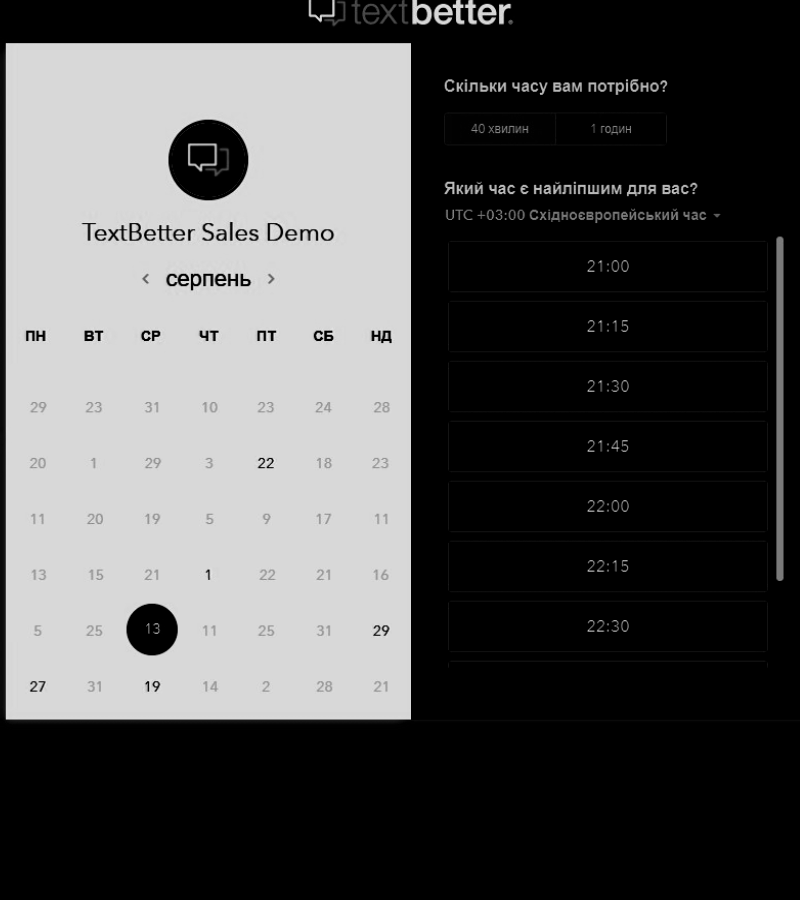 textbetter.
TextBetter Sales Demo
серпень
ПН ВТ СР ЧТ ПТ СБ НД
29 23 31 10 23 24 28
20 1 29 3 22 18 23
11 20 19 5 9 17 11
13 15 21 1 22 21 16
5 25 13 11 25 31 29
27 31 19 14 2 28 21
Скільки часу вам потрібно?
40 хвилин 1 годин
Який час є найліпшим для вас?
UTC +03:00 Східноєвропейський час
21:00
21:15
21:30
21:45
22:00
22:15
22:30